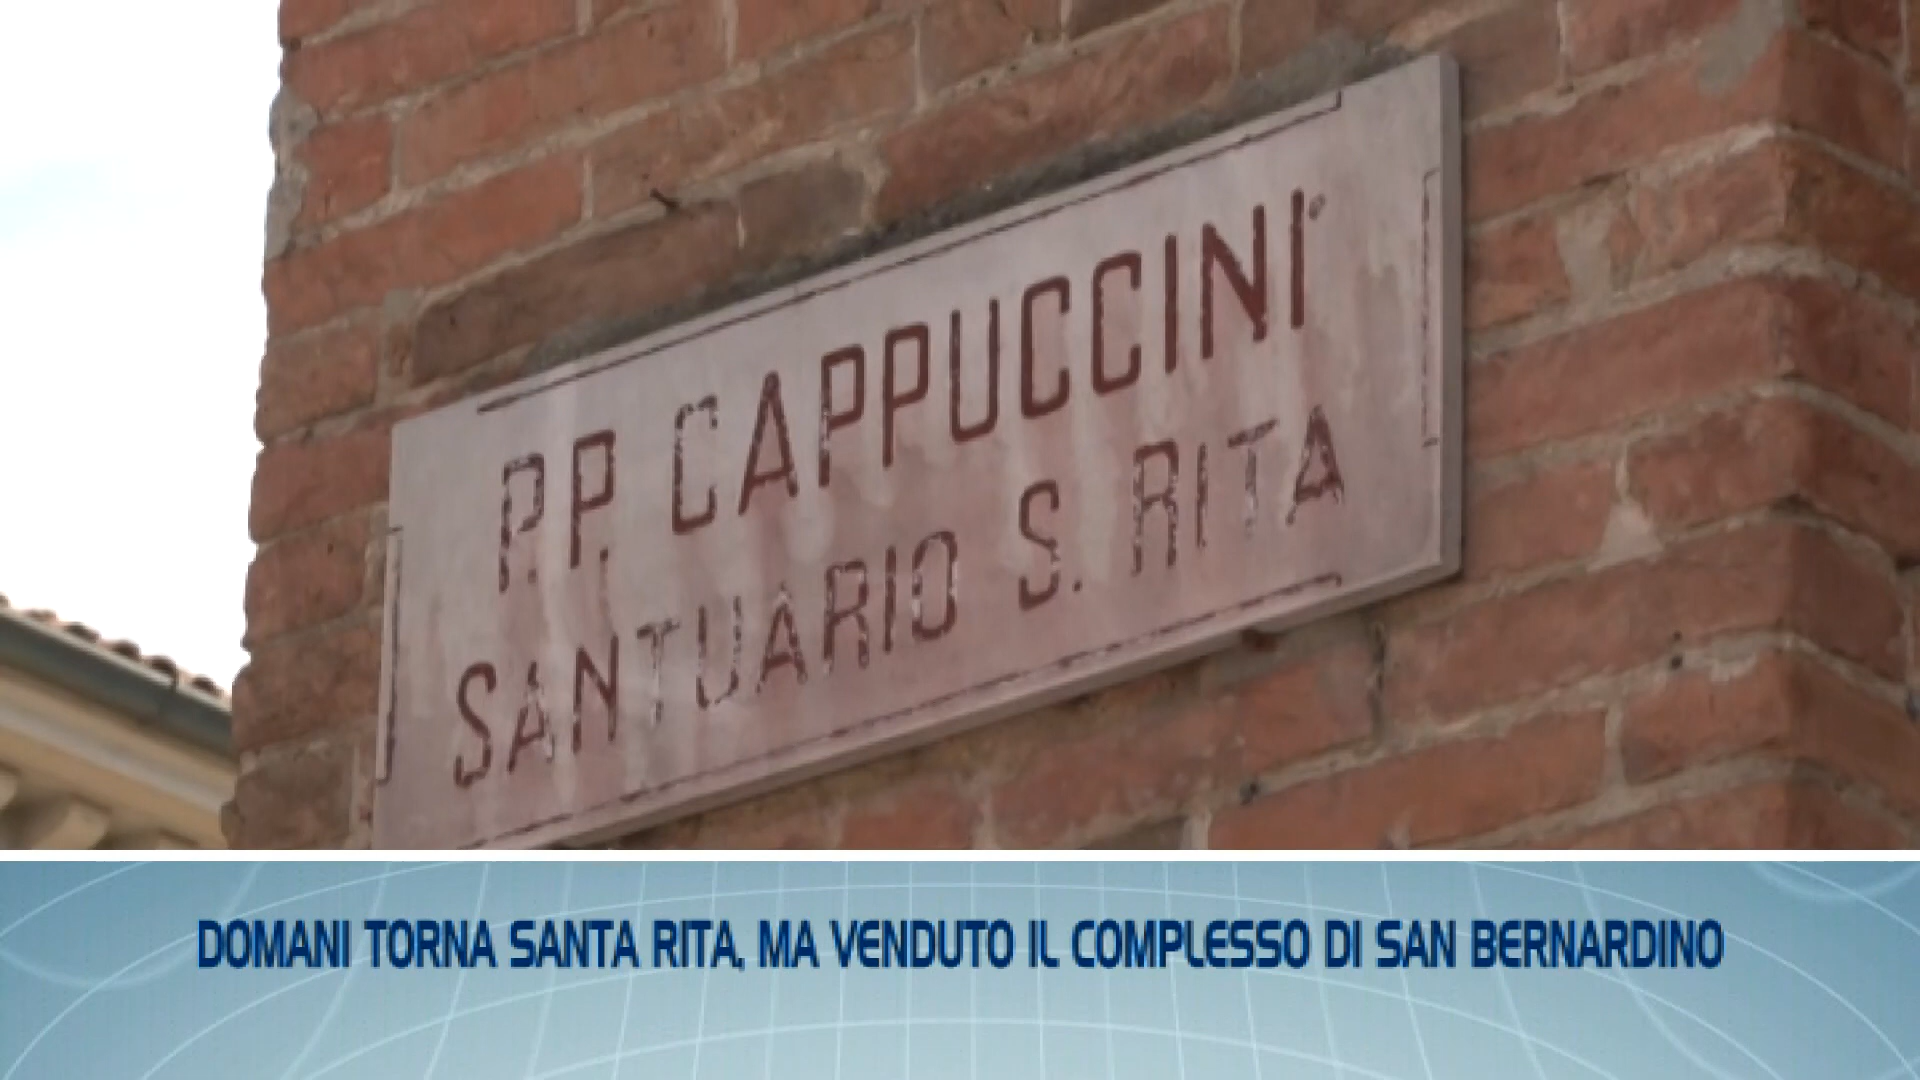 P.P. CAPPUCCINI
SANTUARIO S. RITA
DOMANI TORNA SANTA RITA, MA VENDUTO IL COMPLESSO DI SAN BERNARDINO